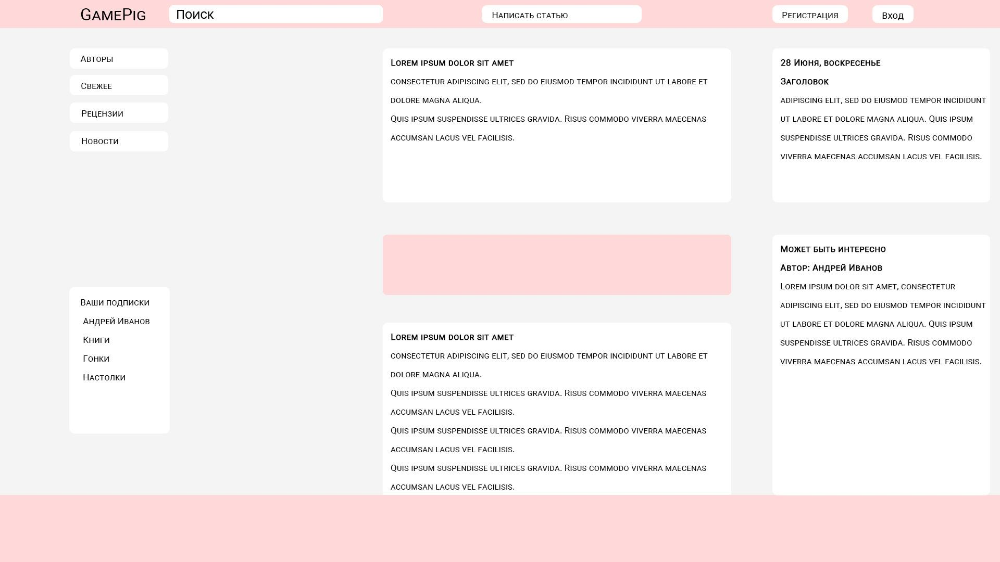 GamePig
Поиск
Написать статью
Регистрация
Вход
Авторы
Свежее
Рецензии
Новости
Ваши подписки
Андрей Иванов
Книги
Гонки
Настолки
Lorem ipsum dolor sit amet
consectetur adipiscing elit, sed do eiusmod tempor incididunt ut labore et
dolore magna aliqua.
Quis ipsum suspendisse ultrices gravida. Risus commodo viverra maecenas
accumsan lacus vel facilisis.
Lorem ipsum dolor sit amet
consectetur adipiscing elit, sed do eiusmod tempor incididunt ut labore et
dolore magna aliqua.
Quis ipsum suspendisse ultrices gravida. Risus commodo viverra maecenas
accumsan lacus vel facilisis.
Quis ipsum suspendisse ultrices gravida. Risus commodo viverra maecenas
accumsan lacus vel facilisis.
Quis ipsum suspendisse ultrices gravida. Risus commodo viverra maecenas
accumsan lacus vel facilisis.
28 Июня, воскресенье
Заголовок
adipiscing elit, sed do eiusmod tempor incididunt
ut labore et dolore magna aliqua. Quis ipsum
suspendisse ultrices gravida. Risus commodo
viverra maecenas accumsan lacus vel facilisis.
Может быть интересно
Автор: Андрей Иванов
Lorem ipsum dolor sit amet, consectetur
adipiscing elit, sed do eiusmod tempor incididunt
ut labore et dolore magna aliqua. Quis ipsum
suspendisse ultrices gravida. Risus commodo
viverra maecenas accumsan lacus vel facilisis.